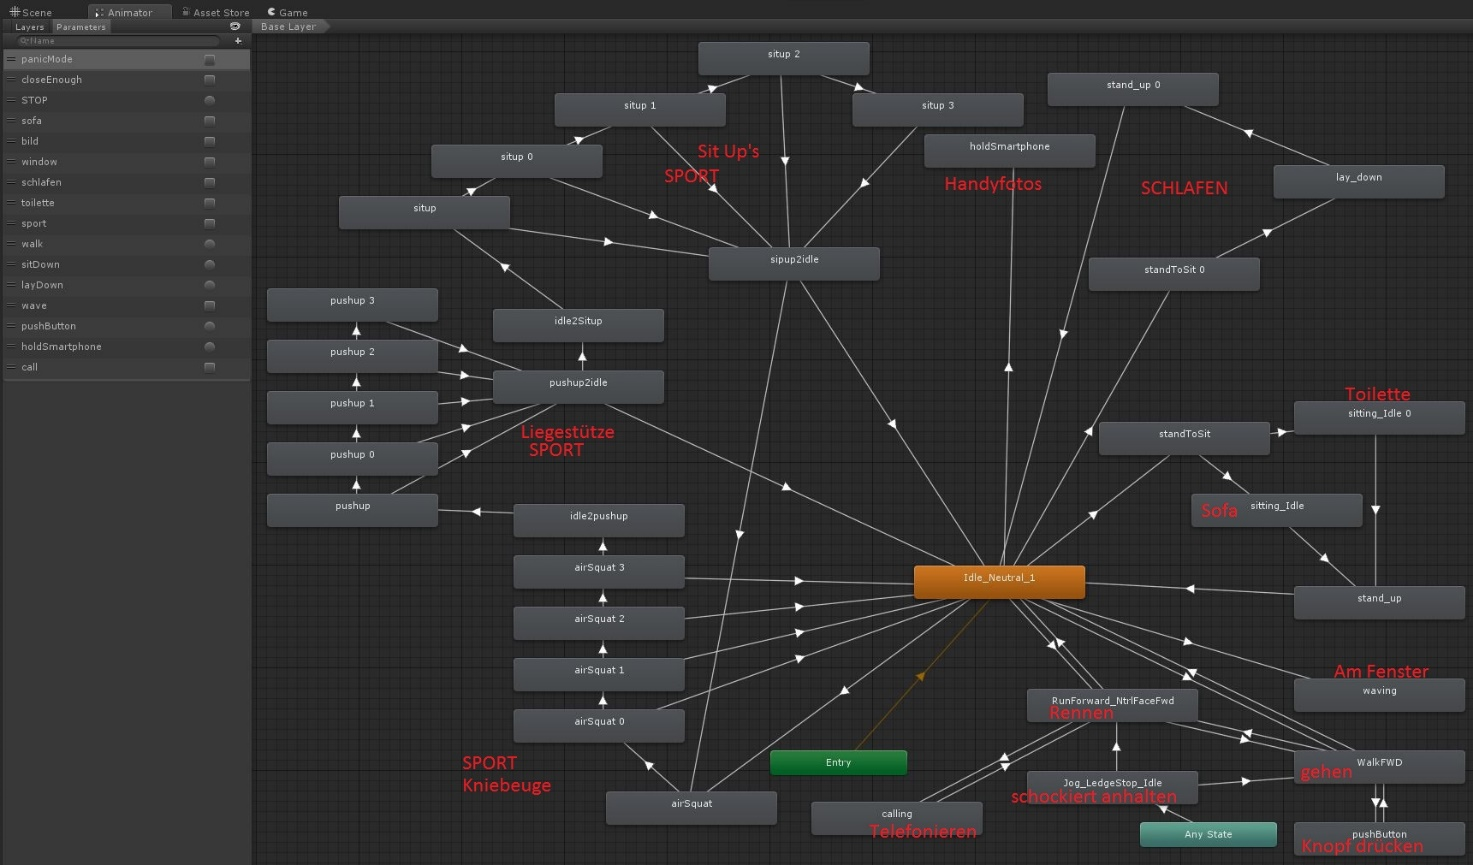 Scene
Animator
Asset Store
Game
Layers
Parameters
Base Layer
Name
+
panicMode
closeEnough
STOP
sofa
bild
window
schlafen
toilette
sport
walk
sitDown
layDown
wave
pushButton
holdSmartphone
call
situp 2
situp 1
situp 3
stand_up 0
situp 0
Sit Up's
SPORT
holdSmartphone
Handyfotos
SCHLAFEN
lay_down
situp
sipup2idle
standToSit 0
pushup 3
idle2Situp
pushup 2
pushup2idle
pushup 1
Liegestütze
SPORT
pushup 0
pushup
Toilette
sitting_Idle 0
standToSit
Sofa
sitting_Idle
idle2pushup
airSquat 3
Idle_Neutral_1
stand_up
airSquat 2
airSquat 1
airSquat 0
Am Fenster
waving
RunForward_NtrlFaceFwd
Rennen
SPORT
Kniebeuge
Entry
WalkFWD
gehen
Jog_LedgeStop_Idle
schockiert anhalten
airSquat
calling
Telefonieren
Any State
pushButton
Knopf drücken